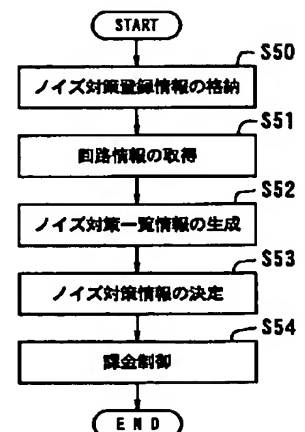 START
S50
ノイズ対策登録情報の格納
S51
回路情報の取得
S52
ノイズ対策一覧情報の生成
S53
ノイズ対策情報の決定
S54
課金制御
END